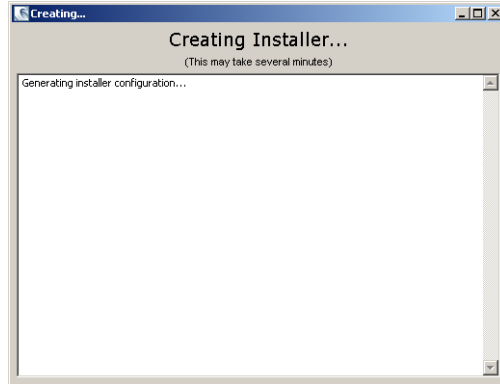 Creating...
Creating Installer...
(This may take several minutes)
Generating installer configuration...